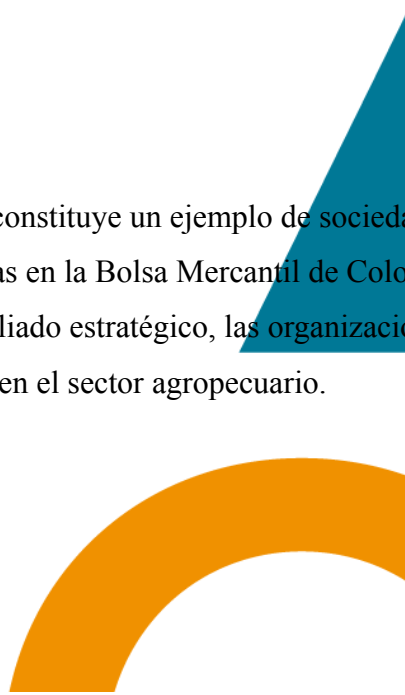 constituye un ejemplo de socieda
as en la Bolsa Mercantil de Colo
liado estratégico, las organizacio
en el sector agropecuario.